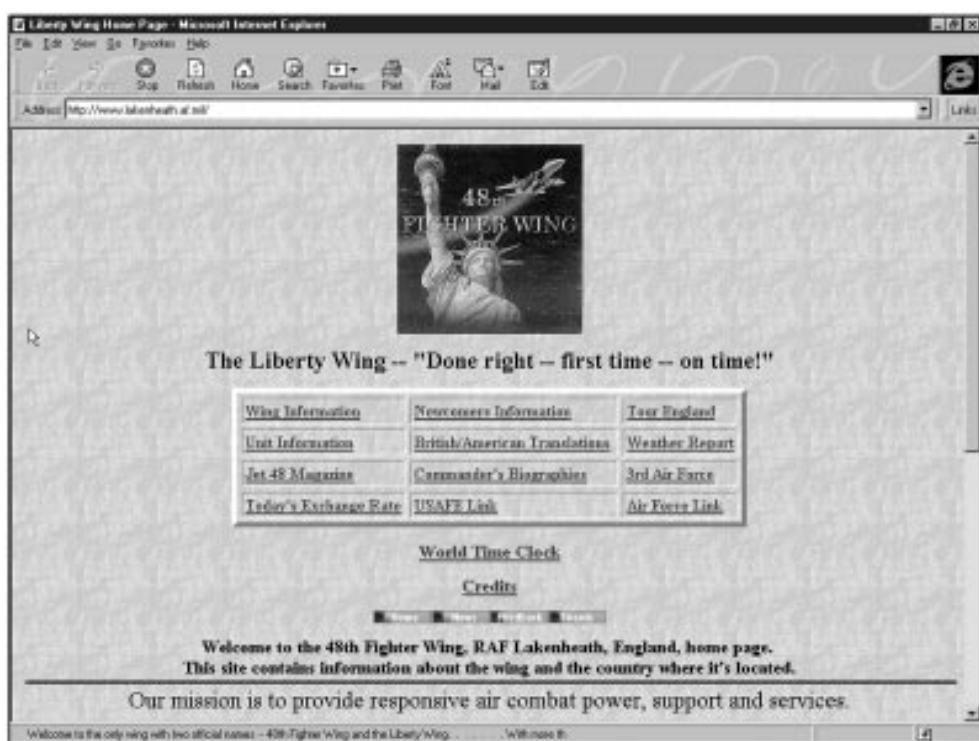 Liberty Wing Home Page - Microsoft Internet Explorer
File Edit View Go Favorites Help
Stop Refresh Home Search Favorites Print Font Mail Edit
Address http://www.lakenheath.af.mil/ Links
48th
FIGHTER WING
The Liberty Wing -- "Done right -- first time -- on time!"
Wing Information Newcomers Information Tour England
Unit Information British/American Translations Weather Report
Jet 48 Magazine Commander's Biographies 3rd Air Force
Today's Exchange Rate USAFE Link Air Force Link
World Time Clock
Credits
Welcome to the 48th Fighter Wing, RAF Lakenheath, England, home page.
This site contains information about the wing and the country where it's located.
Our mission is to provide responsive air combat power, support and services.
Welcome to the only wing with two official names -- 48th Fighter Wing and the Liberty Wing. . . . . . . . With more th